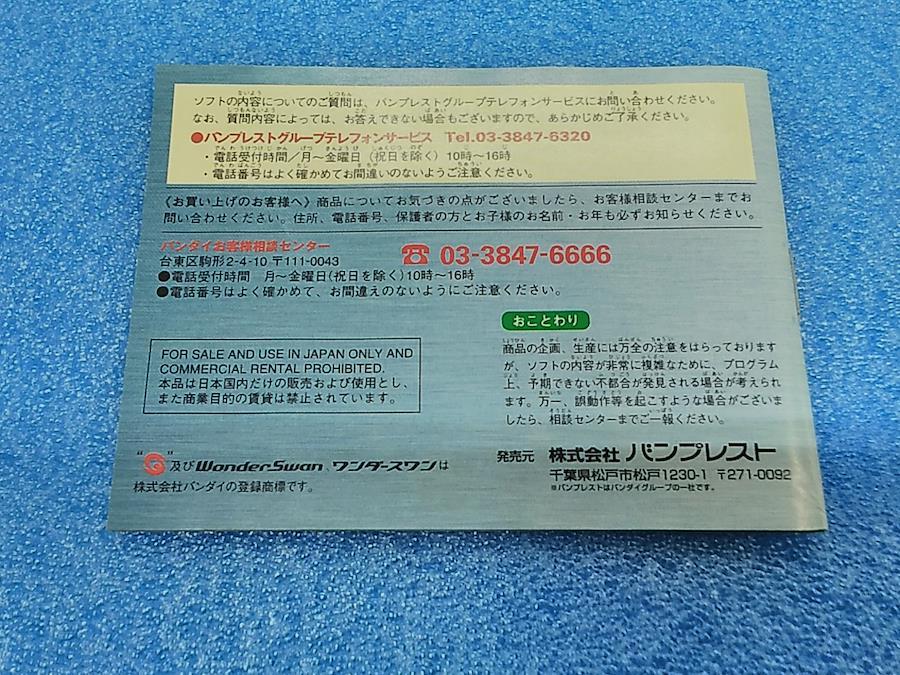 ソフトの内容についてのご質問は、バンプレストグループテレフォンサービスにお問い合わせください。
なお、質問内容によっては、お答えできない場合もございますので、あらかじめご了承ください。
●バンプレストグループテレフォンサービス Tel.03-3847-6320
・電話受付時間/月～金曜日(祝日を除く)10時～16時
・電話番号はよく確かめてお間違いのないようご注意ください。
〈お買い上げのお客様へ〉商品についてお気づきの点がございましたら、お客様相談センターまでお
問い合わせください。住所、電話番号、保護者の方とお子様のお名前・お年も必ずお知らせください。
バンダイお客様相談センター
台東区駒形2-4-10 〒111-0043
☎ 03-3847-6666
●電話受付時間 月～金曜日(祝日を除く)10時～16時
●電話番号はよく確かめて、お間違えのないようにご注意ください。
おことわり
商品の企画、生産には万全の注意をはらっております
が、ソフトの内容が非常に複雑なために、プログラム
上、予期できない不都合が発見される場合が考えられ
ます。万一、誤動作等を起こすような場合がございま
したら、相談センターまでご一報ください。
FOR SALE AND USE IN JAPAN ONLY AND
COMMERCIAL RENTAL PROHIBITED.
本品は日本国内だけの販売および使用とし、
また商業目的の賃貸は禁止されています。
" "及びWonderSwan、ワンダースワンは
株式会社バンダイの登録商標です。
発売元 株式会社 バンプレスト
千葉県松戸市松戸1230-1 〒271-0092
※バンプレストはバンダイグループの一社です。